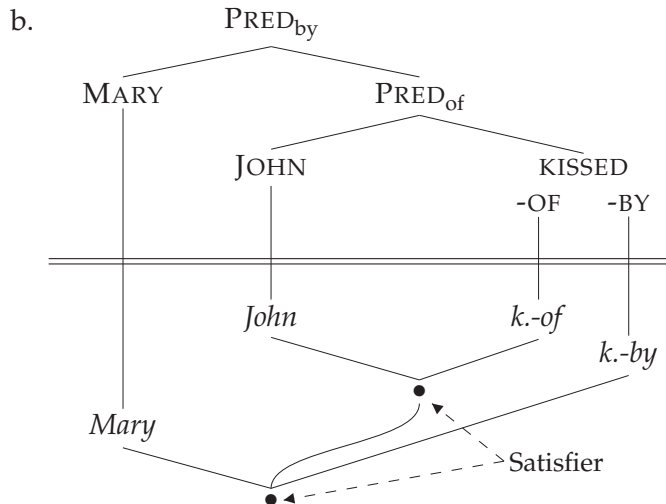 b.
PRED_by
MARY PRED_of
JOHN KISSED
-OF -BY
John k.-of
k.-by
Mary
Satisfier